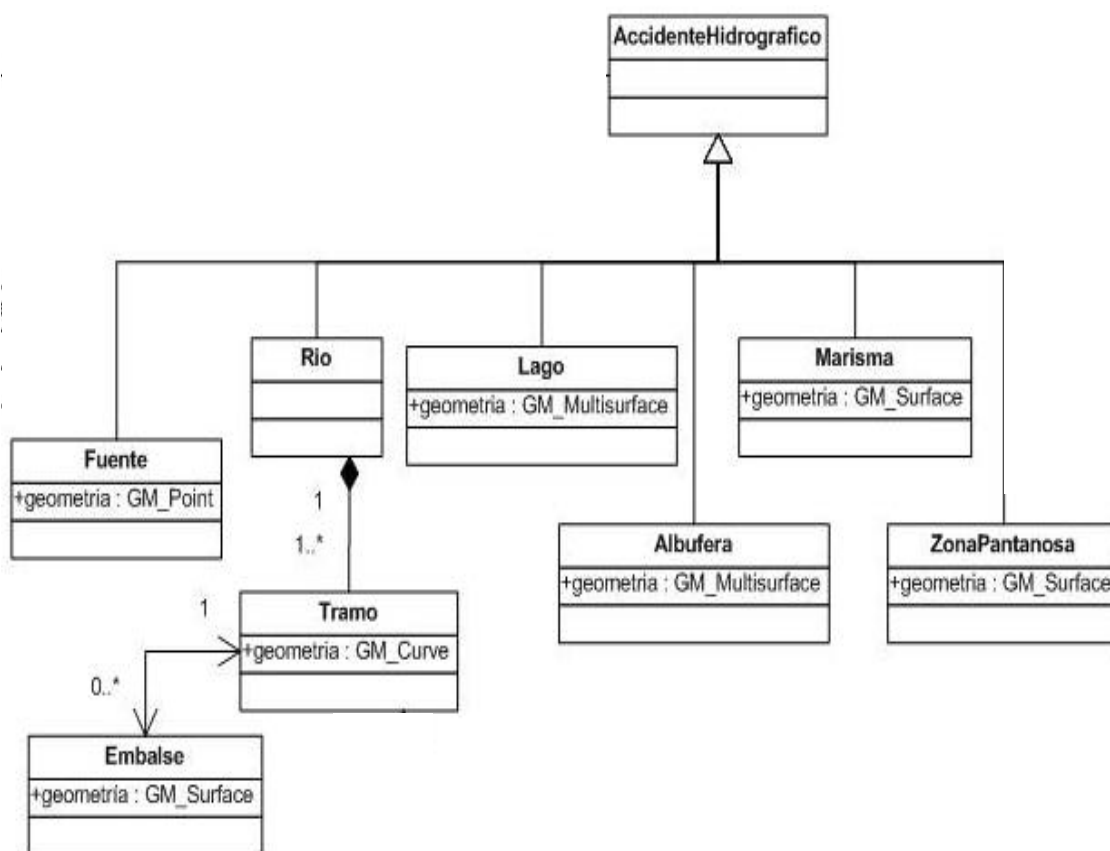 AccidenteHidrografico
Rio
Lago
+geometria : GM_Multisurface
Marisma
+geometria : GM_Surface
Fuente
+geometria : GM_Point
1
1..*
Albufera
+geometria : GM_Multisurface
ZonaPantanosa
+geometria : GM_Surface
Tramo
+geometria : GM_Curve
1
0..*
Embalse
+geometria : GM_Surface